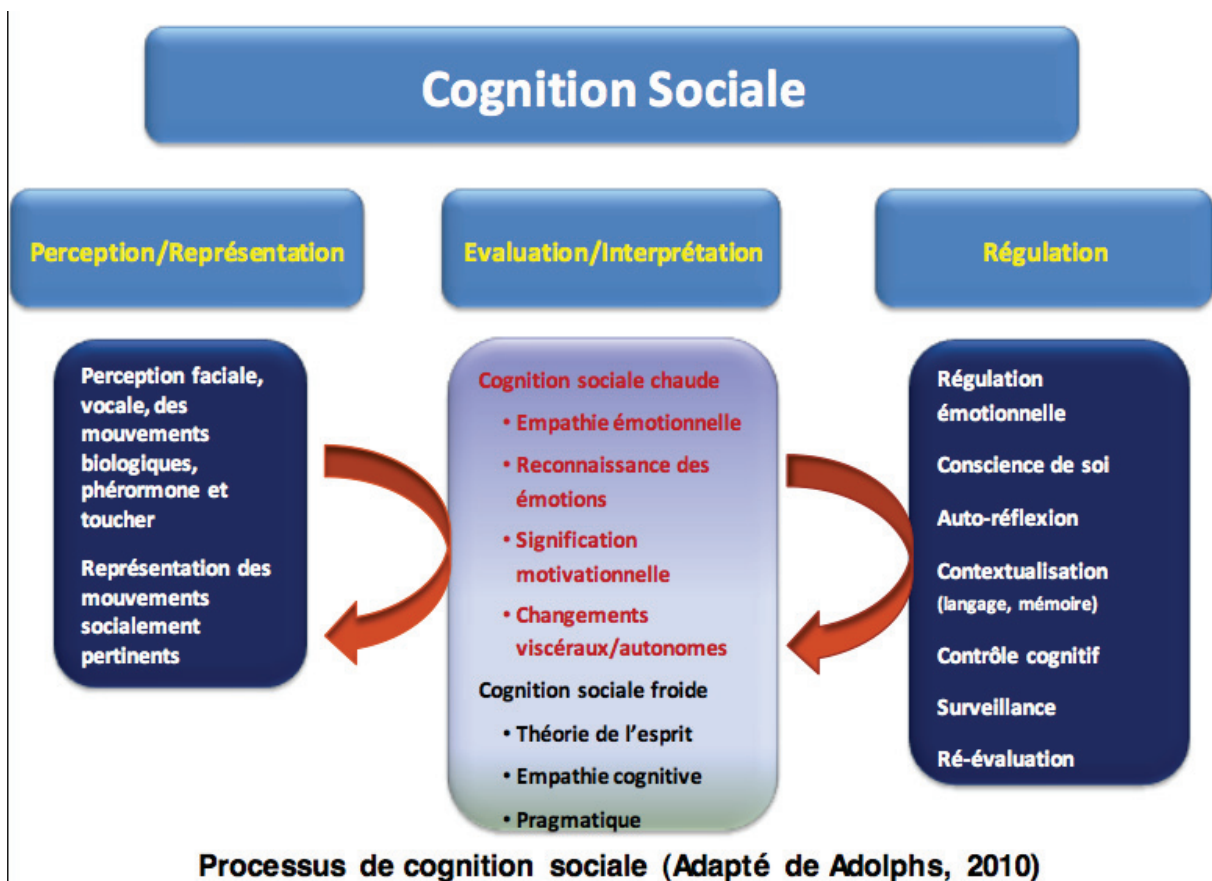 Cognition Sociale
Perception/Représentation
Evaluation/Interprétation
Régulation
Perception faciale,
vocale, des
mouvements
biologiques,
phérormone et
toucher
Représentation des
mouvements
socialement
pertinents
Cognition sociale chaude
• Empathie émotionnelle
• Reconnaissance des
émotions
• Signification
motivationnelle
• Changements
viscéraux/autonomes
Cognition sociale froide
• Théorie de l'esprit
• Empathie cognitive
• Pragmatique
Régulation
émotionnelle
Conscience de soi
Auto-réflexion
Contextualisation
(langage, mémoire)
Contrôle cognitif
Surveillance
Ré-évaluation
Processus de cognition sociale (Adapté de Adolphs, 2010)